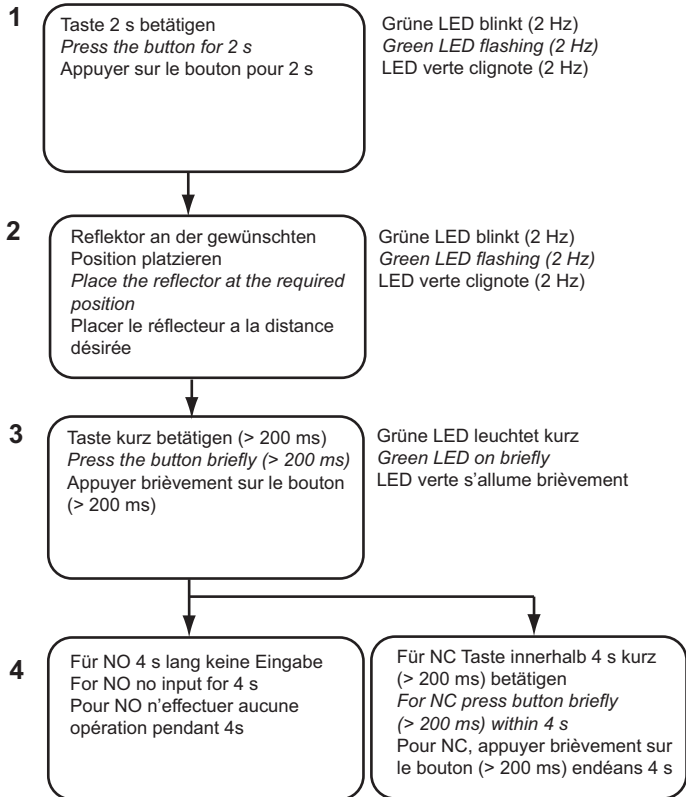 1
Taste 2 s betätigen
Press the button for 2 s
Appuyer sur le bouton pour 2 s
Grüne LED blinkt (2 Hz)
Green LED flashing (2 Hz)
LED verte clignote (2 Hz)
2
Reflektor an der gewünschten
Position platzieren
Place the reflector at the required
position
Placer le réflecteur a la distance
désirée
Grüne LED blinkt (2 Hz)
Green LED flashing (2 Hz)
LED verte clignote (2 Hz)
3
Taste kurz betätigen (> 200 ms)
Press the button briefly (> 200 ms)
Appuyer brièvement sur le bouton
(> 200 ms)
Grüne LED leuchtet kurz
Green LED on briefly
LED verte s'allume brièvement
4
Für NO 4 s lang keine Eingabe
For NO no input for 4 s
Pour NO n'effectuer aucune
opération pendant 4s
Für NC Taste innerhalb 4 s kurz
(> 200 ms) betätigen
For NC press button briefly
(> 200 ms) within 4 s
Pour NC, appuyer brièvement sur
le bouton (> 200 ms) endéans 4 s